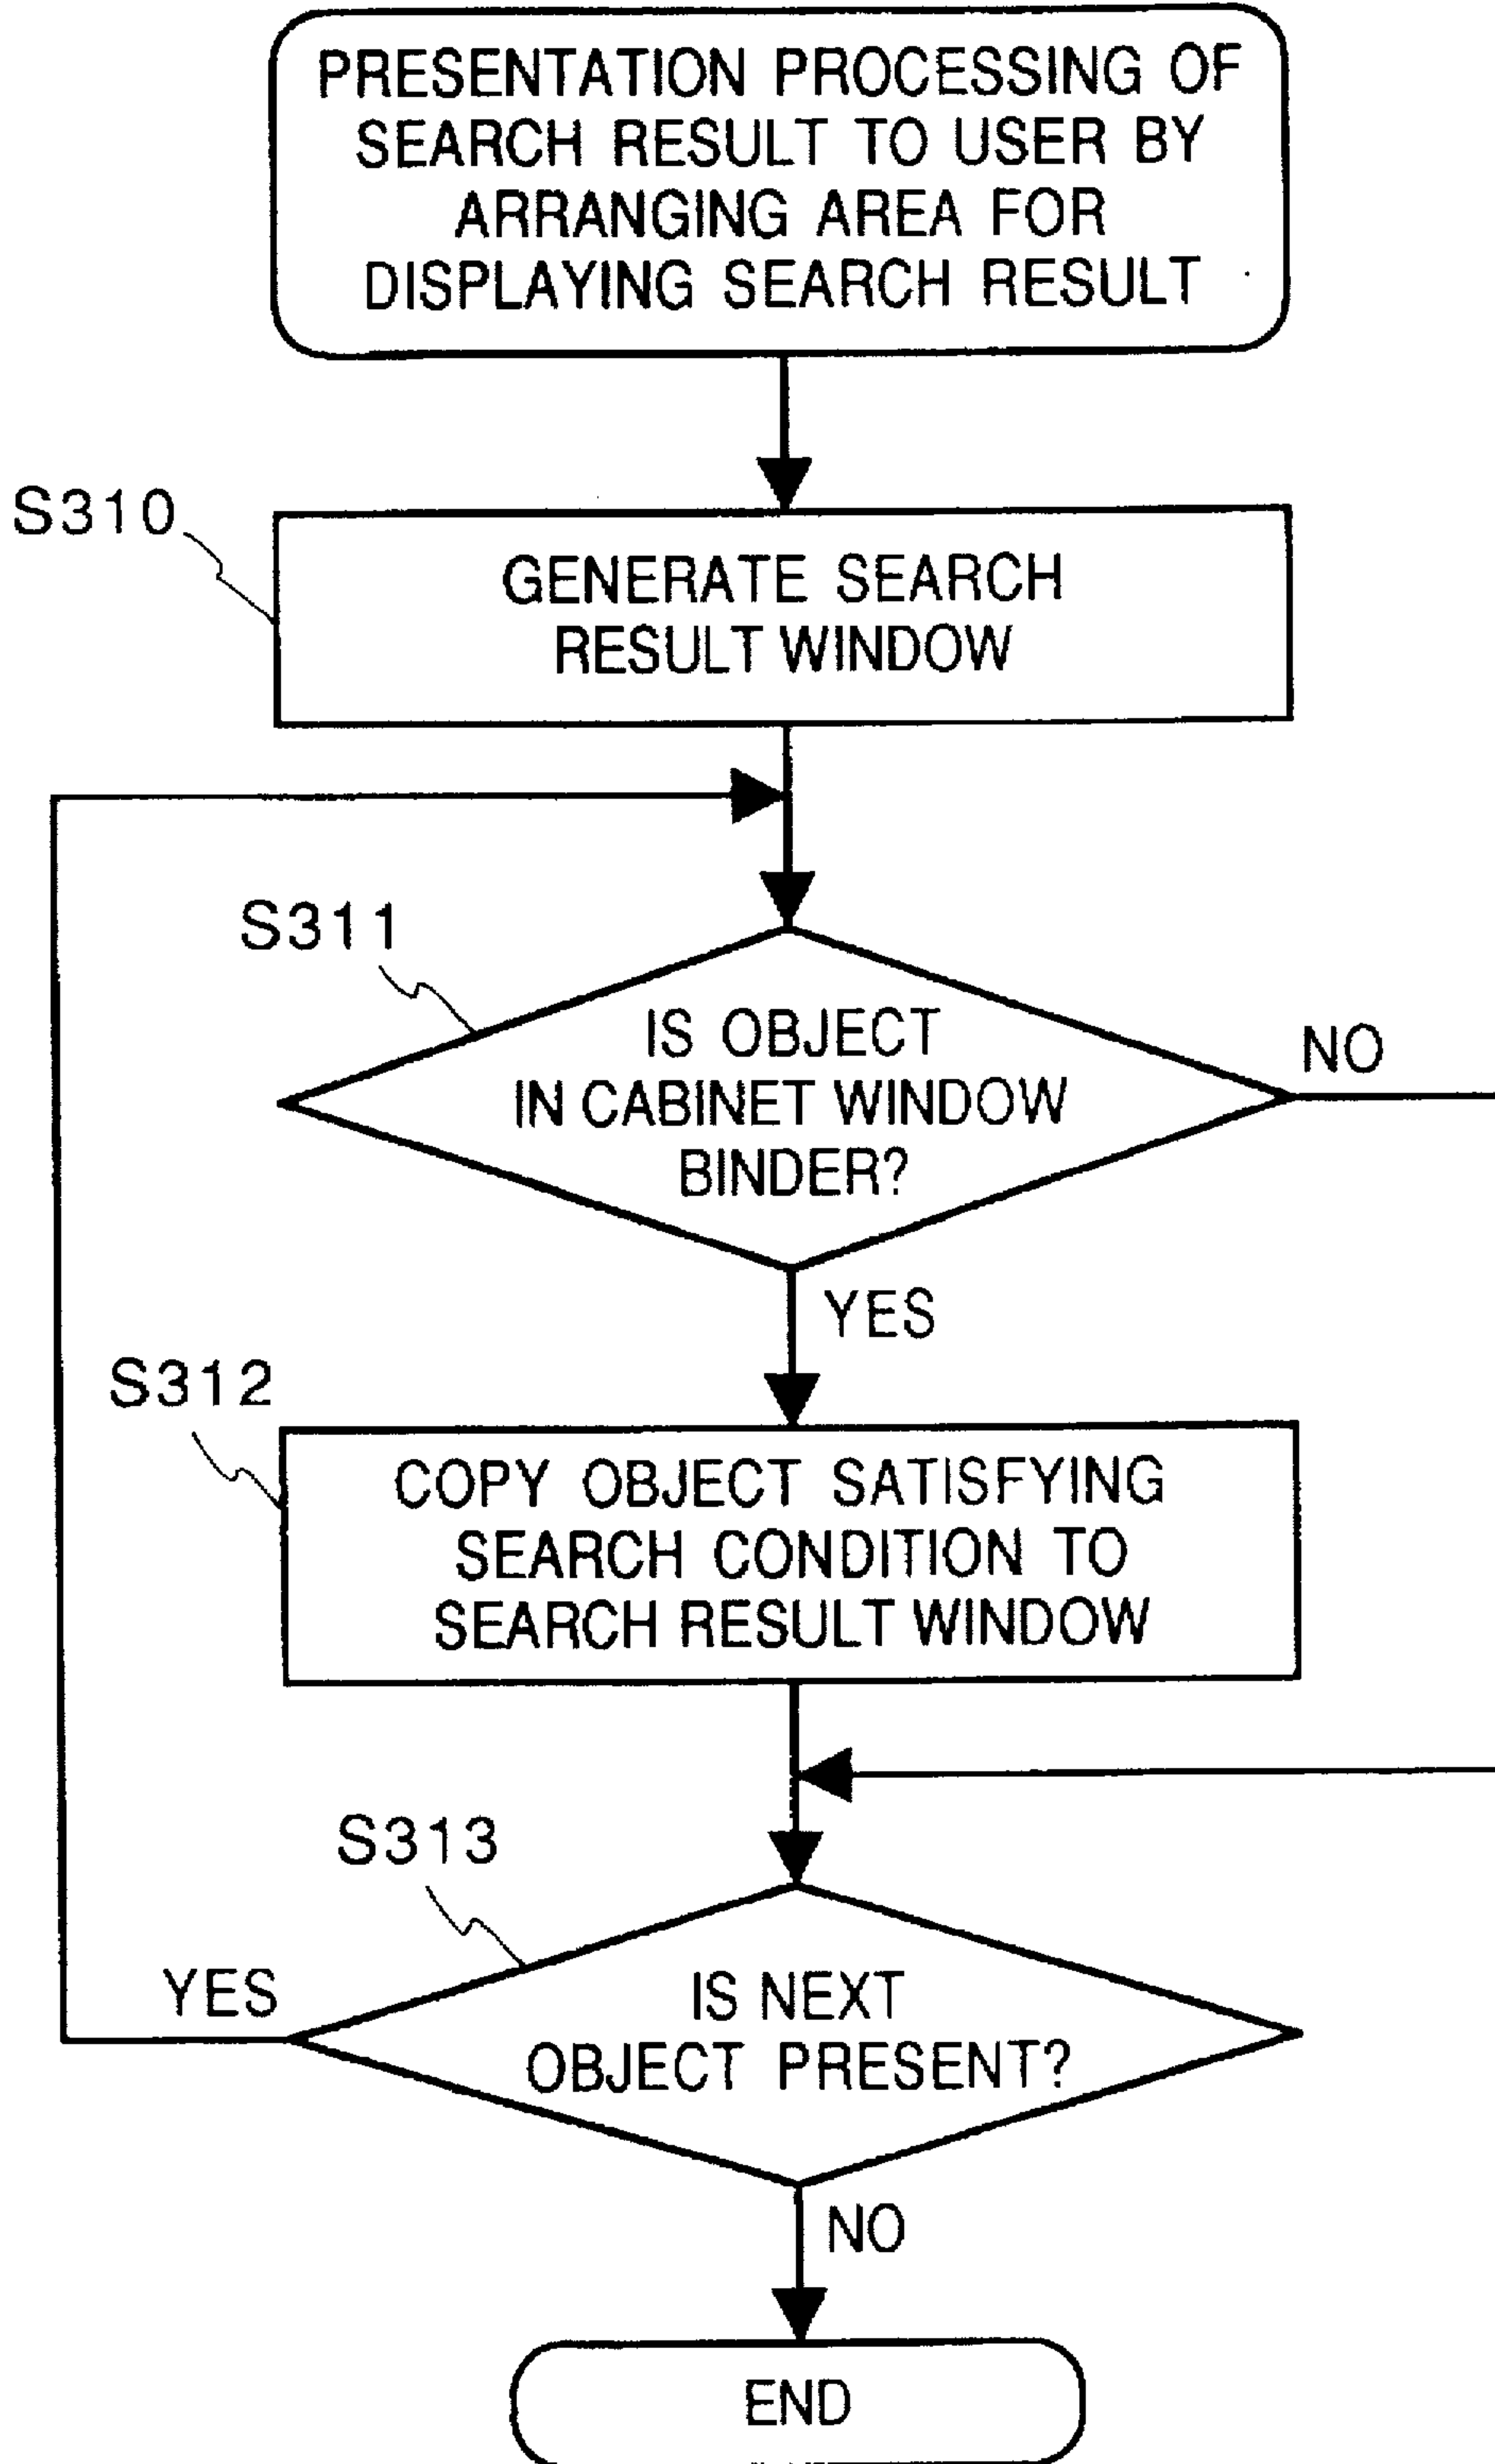 PRESENTATION PROCESSING OF
SEARCH RESULT TO USER BY
ARRANGING AREA FOR
DISPLAYING SEARCH RESULT
S310
GENERATE SEARCH
RESULT WINDOW
S311
IS OBJECT
IN CABINET WINDOW
BINDER?
NO
YES
S312
COPY OBJECT SATISFYING
SEARCH CONDITION TO
SEARCH RESULT WINDOW
S313
IS NEXT
OBJECT PRESENT?
YES
NO
END